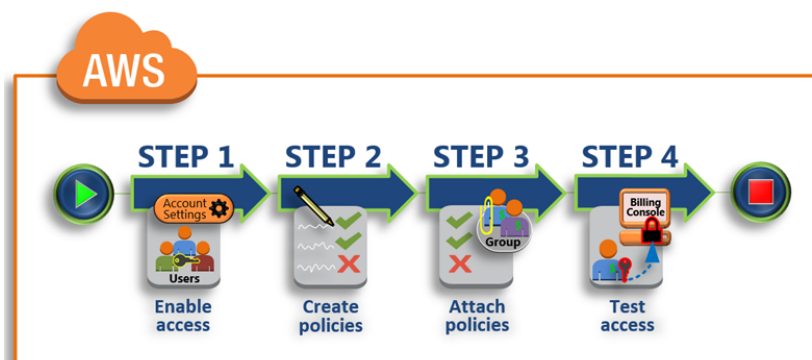 AWS
STEP 1
STEP 2
STEP 3
STEP 4
Account
Settings
Users
Group
Billing
Console
Enable
access
Create
policies
Attach
policies
Test
access